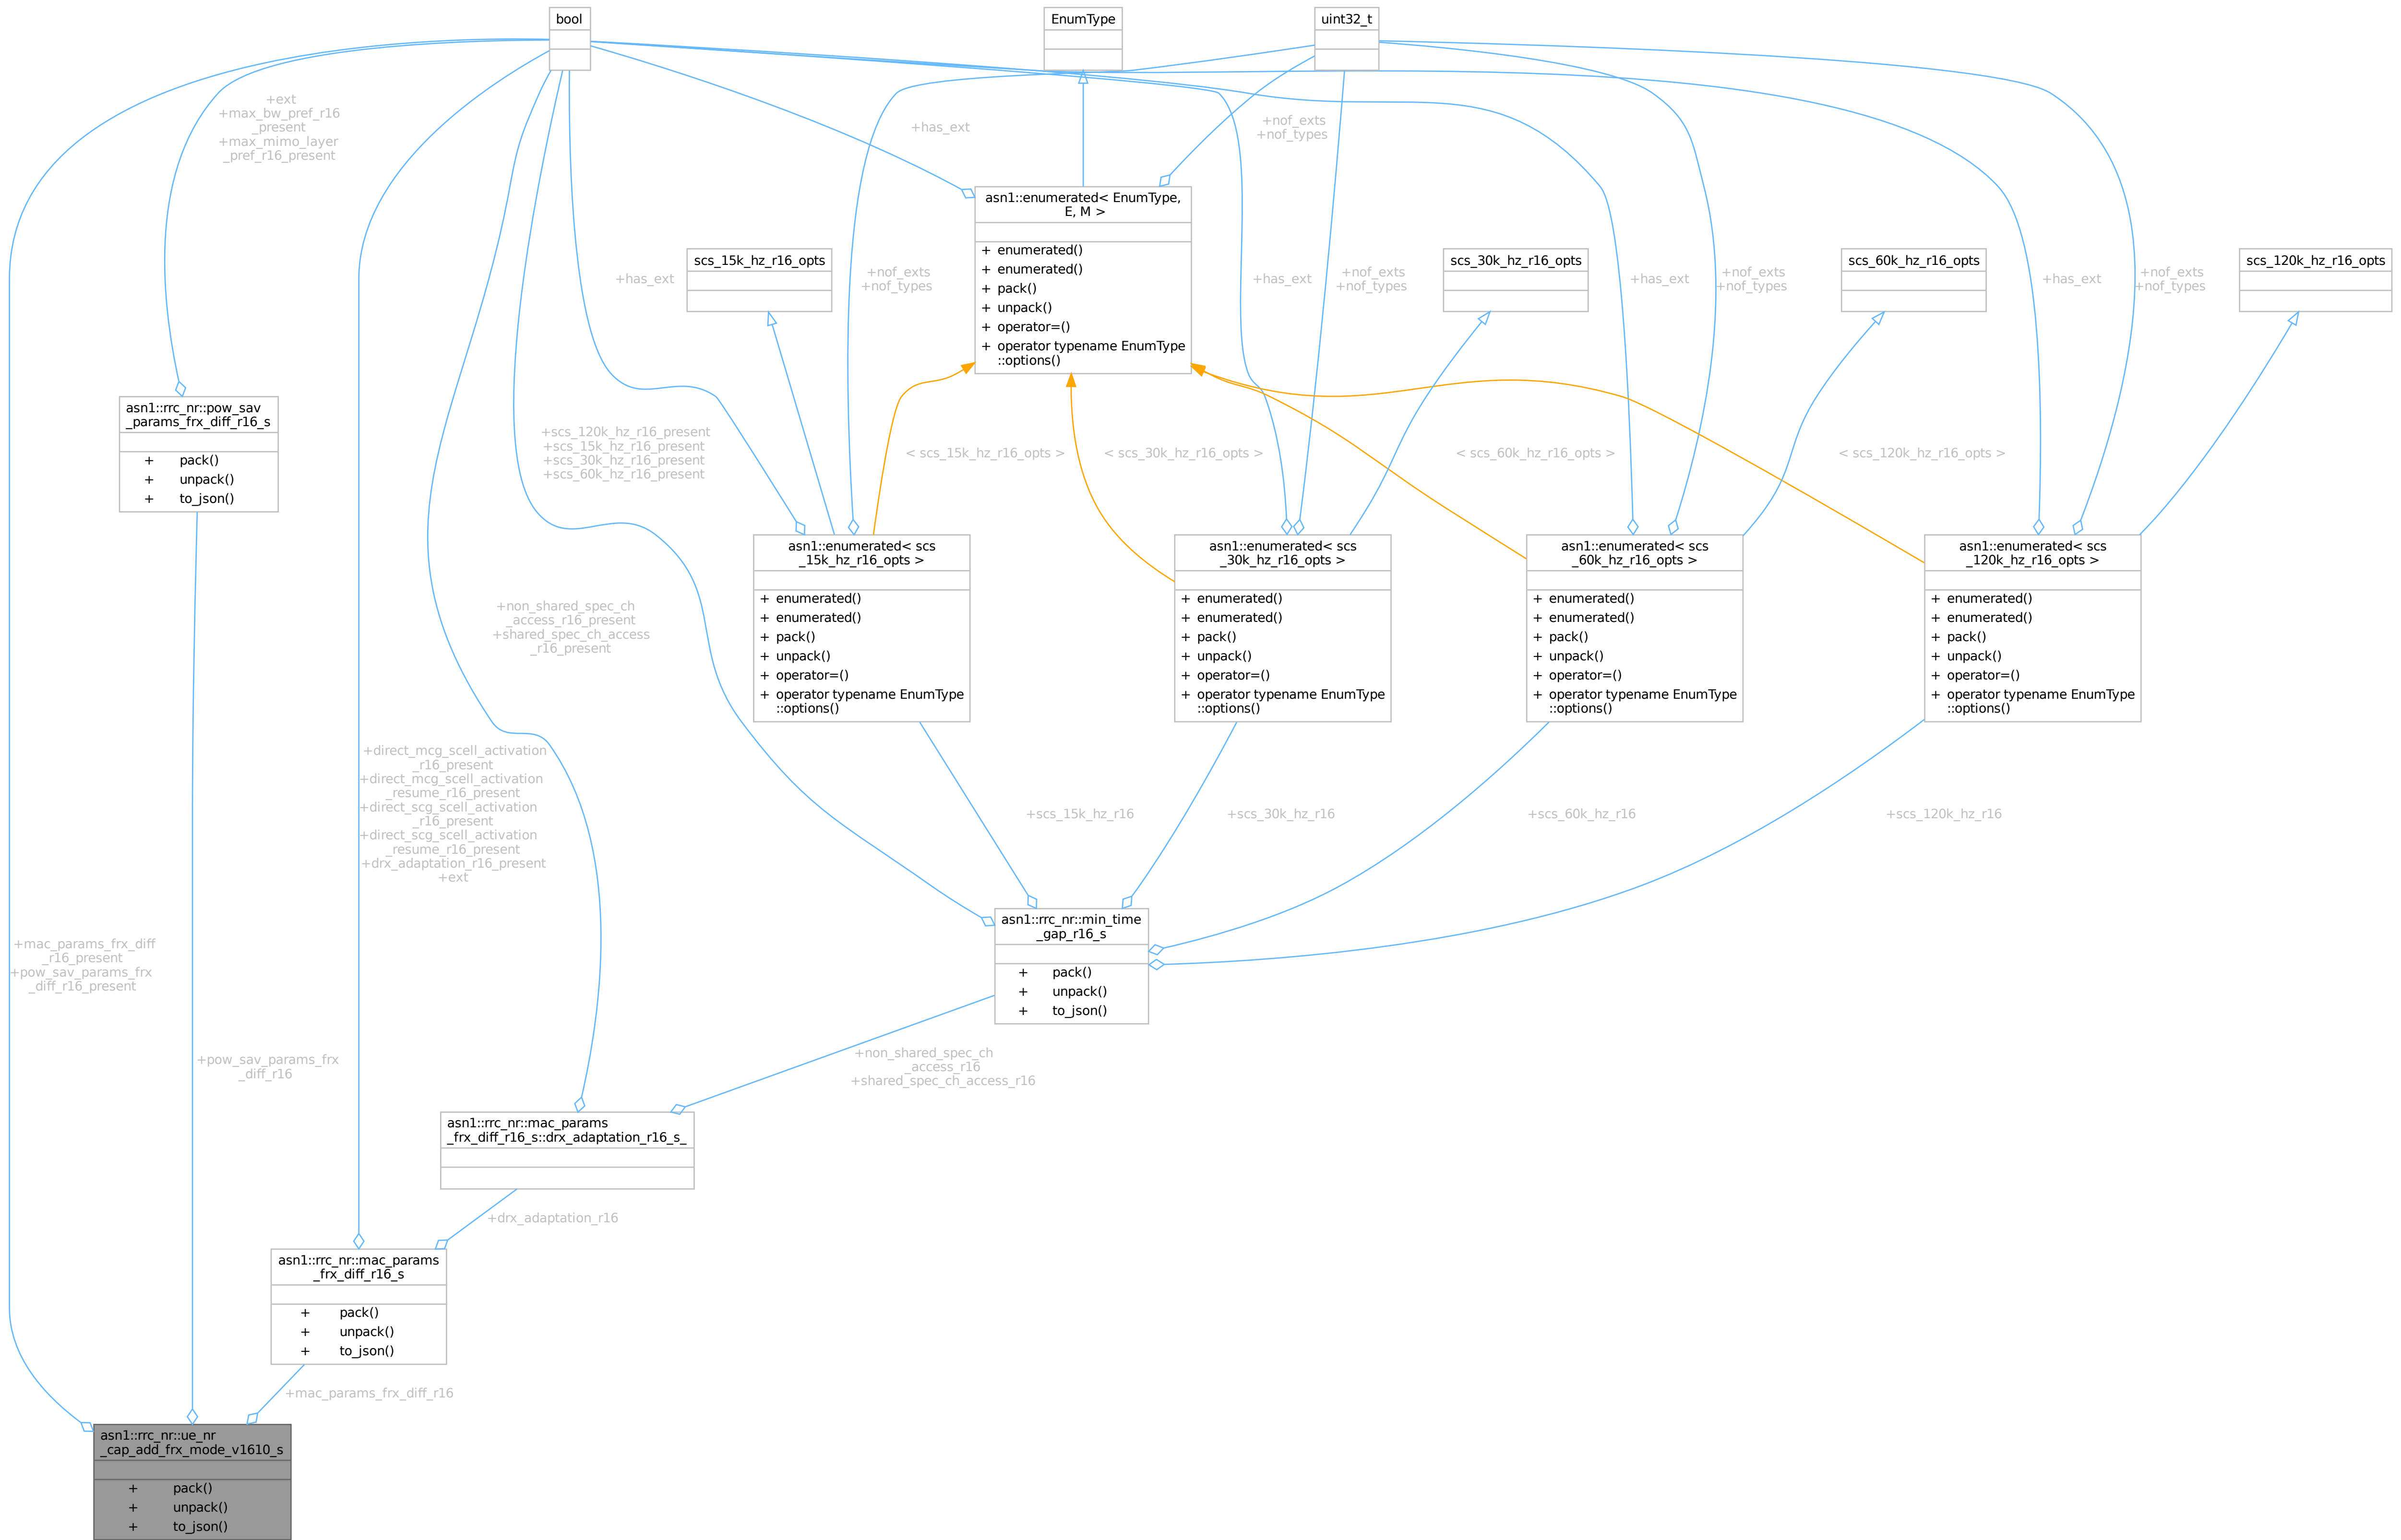 bool
EnumType
uint32_t
+ext
+max_bw_pref_r16
_present
+max_mimo_layer
_pref_r16_present
+has_ext
+nof_exts
+nof_types
asn1::enumerated< EnumType,
E, M >
+ enumerated()
+ enumerated()
+ pack()
+ unpack()
+ operator=()
+ operator typename EnumType
::options()
scs_15k_hz_r16_opts
scs_30k_hz_r16_opts
scs_60k_hz_r16_opts
scs_120k_hz_r16_opts
+has_ext
+nof_exts
+nof_types
+has_ext
+nof_exts
+nof_types
+has_ext
+nof_exts
+nof_types
+has_ext
+nof_exts
+nof_types
asn1::rrc_nr::pow_sav
_params_frx_diff_r16_s
+ pack()
+ unpack()
+ to_json()
+scs_120k_hz_r16_present
+scs_15k_hz_r16_present
+scs_30k_hz_r16_present
+scs_60k_hz_r16_present
< scs_15k_hz_r16_opts >
< scs_30k_hz_r16_opts >
< scs_60k_hz_r16_opts >
< scs_120k_hz_r16_opts >
asn1::enumerated< scs
_15k_hz_r16_opts >
+ enumerated()
+ enumerated()
+ pack()
+ unpack()
+ operator=()
+ operator typename EnumType
::options()
asn1::enumerated< scs
_30k_hz_r16_opts >
+ enumerated()
+ enumerated()
+ pack()
+ unpack()
+ operator=()
+ operator typename EnumType
::options()
asn1::enumerated< scs
_60k_hz_r16_opts >
+ enumerated()
+ enumerated()
+ pack()
+ unpack()
+ operator=()
+ operator typename EnumType
::options()
asn1::enumerated< scs
_120k_hz_r16_opts >
+ enumerated()
+ enumerated()
+ pack()
+ unpack()
+ operator=()
+ operator typename EnumType
::options()
+non_shared_spec_ch
_access_r16_present
+shared_spec_ch_access
_r16_present
+direct_mcg_scell_activation
_r16_present
+direct_mcg_scell_activation
_resume_r16_present
+direct_scg_scell_activation
_r16_present
+direct_scg_scell_activation
_resume_r16_present
+drx_adaptation_r16_present
+ext
+scs_15k_hz_r16
+scs_30k_hz_r16
+scs_60k_hz_r16
+scs_120k_hz_r16
+mac_params_frx_diff
_r16_present
+pow_sav_params_frx
_diff_r16_present
asn1::rrc_nr::min_time
_gap_r16_s
+ pack()
+ unpack()
+ to_json()
+pow_sav_params_frx
_diff_r16
+non_shared_spec_ch
_access_r16
+shared_spec_ch_access_r16
asn1::rrc_nr::mac_params
_frx_diff_r16_s::drx_adaptation_r16_s_
+drx_adaptation_r16
asn1::rrc_nr::mac_params
_frx_diff_r16_s
+ pack()
+ unpack()
+ to_json()
+mac_params_frx_diff_r16
asn1::rrc_nr::ue_nr
_cap_add_frx_mode_v1610_s
+ pack()
+ unpack()
+ to_json()